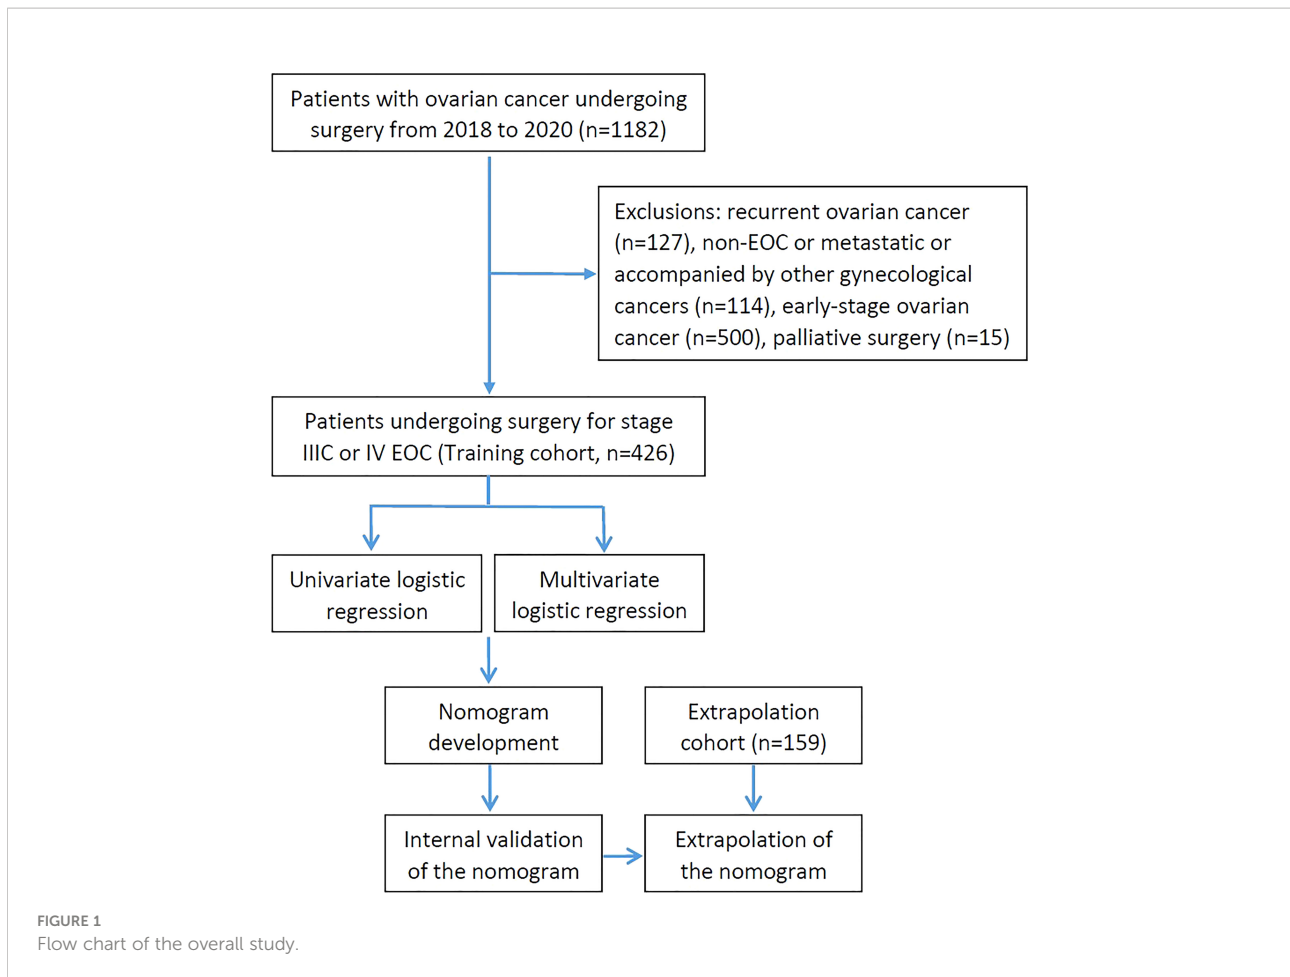 Patients with ovarian cancer undergoing
surgery from 2018 to 2020 (n=1182)
Exclusions: recurrent ovarian cancer
(n=127), non-EOC or metastatic or
accompanied by other gynecological
cancers (n=114), early-stage ovarian
cancer (n=500), palliative surgery (n=15)
Patients undergoing surgery for stage
IIIC or IV EOC (Training cohort, n=426)
Univariate logistic
regression
Multivariate
logistic regression
Nomogram
development
Extrapolation
cohort (n=159)
Internal validation
of the nomogram
Extrapolation of
the nomogram
FIGURE 1
Flow chart of the overall study.